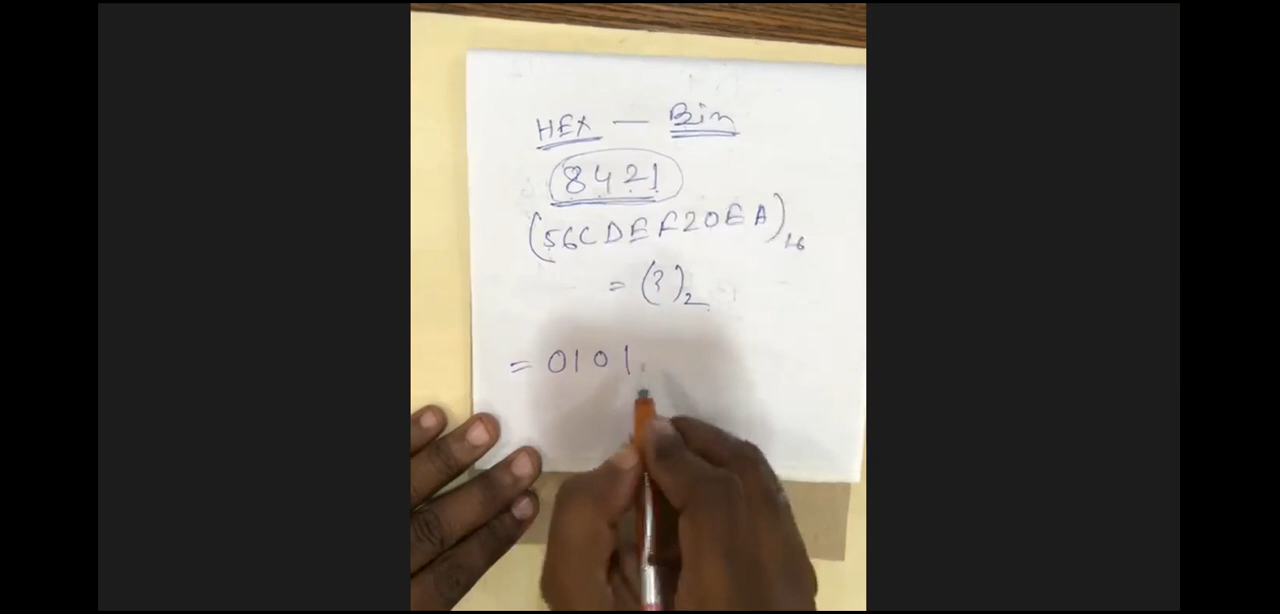 HEX — Bin
8421
(56CDEF20EA)16
= (?)2
= 0101